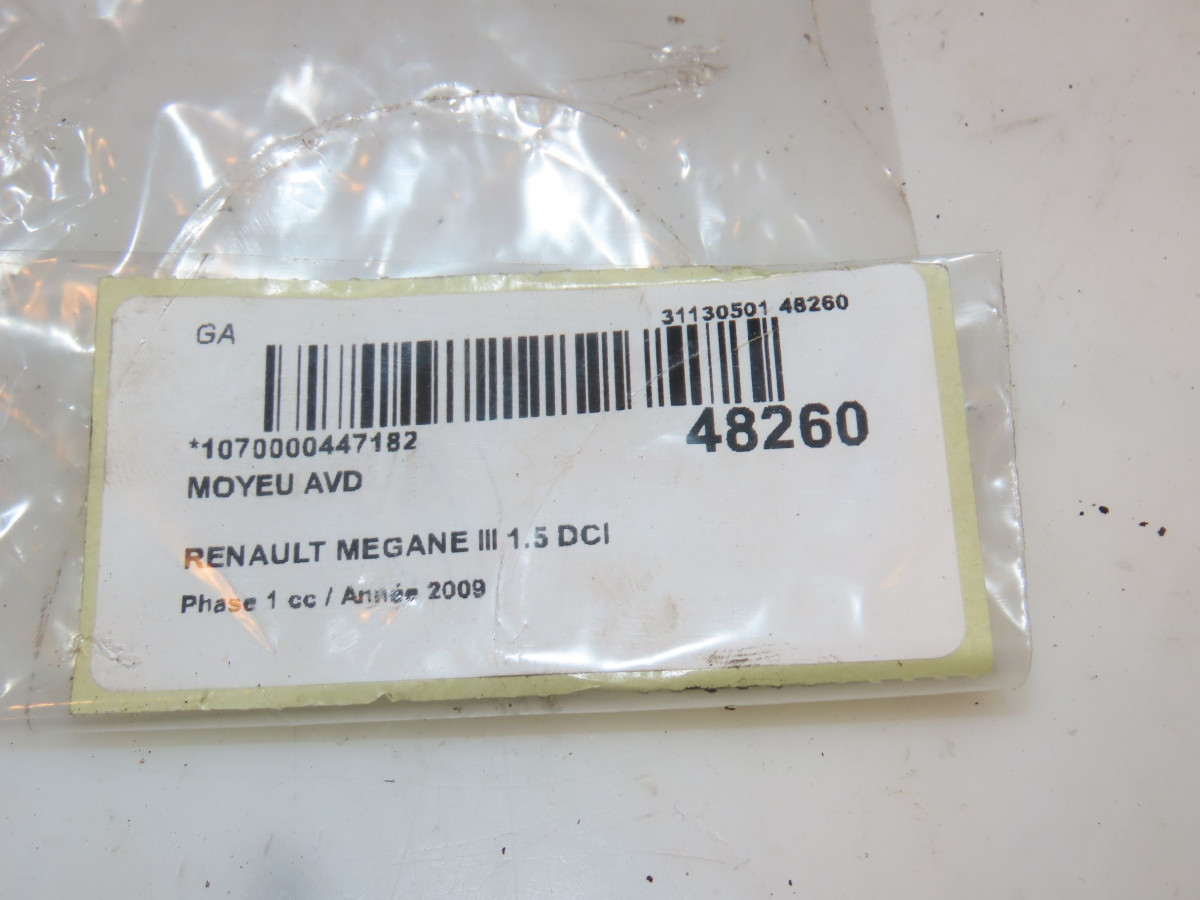 GA
31130501 48260
*1070000447182
48260
MOYEU AVD
RENAULT MEGANE III 1.5 DCI
Phase 1 cc / Année 2009